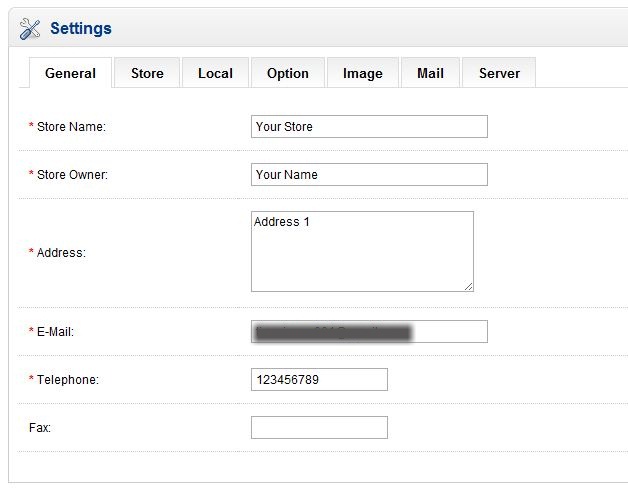 Settings
General Store Local Option Image Mail Server
* Store Name: Your Store
* Store Owner: Your Name
* Address: Address 1
* E-Mail:
* Telephone: 123456789
Fax: